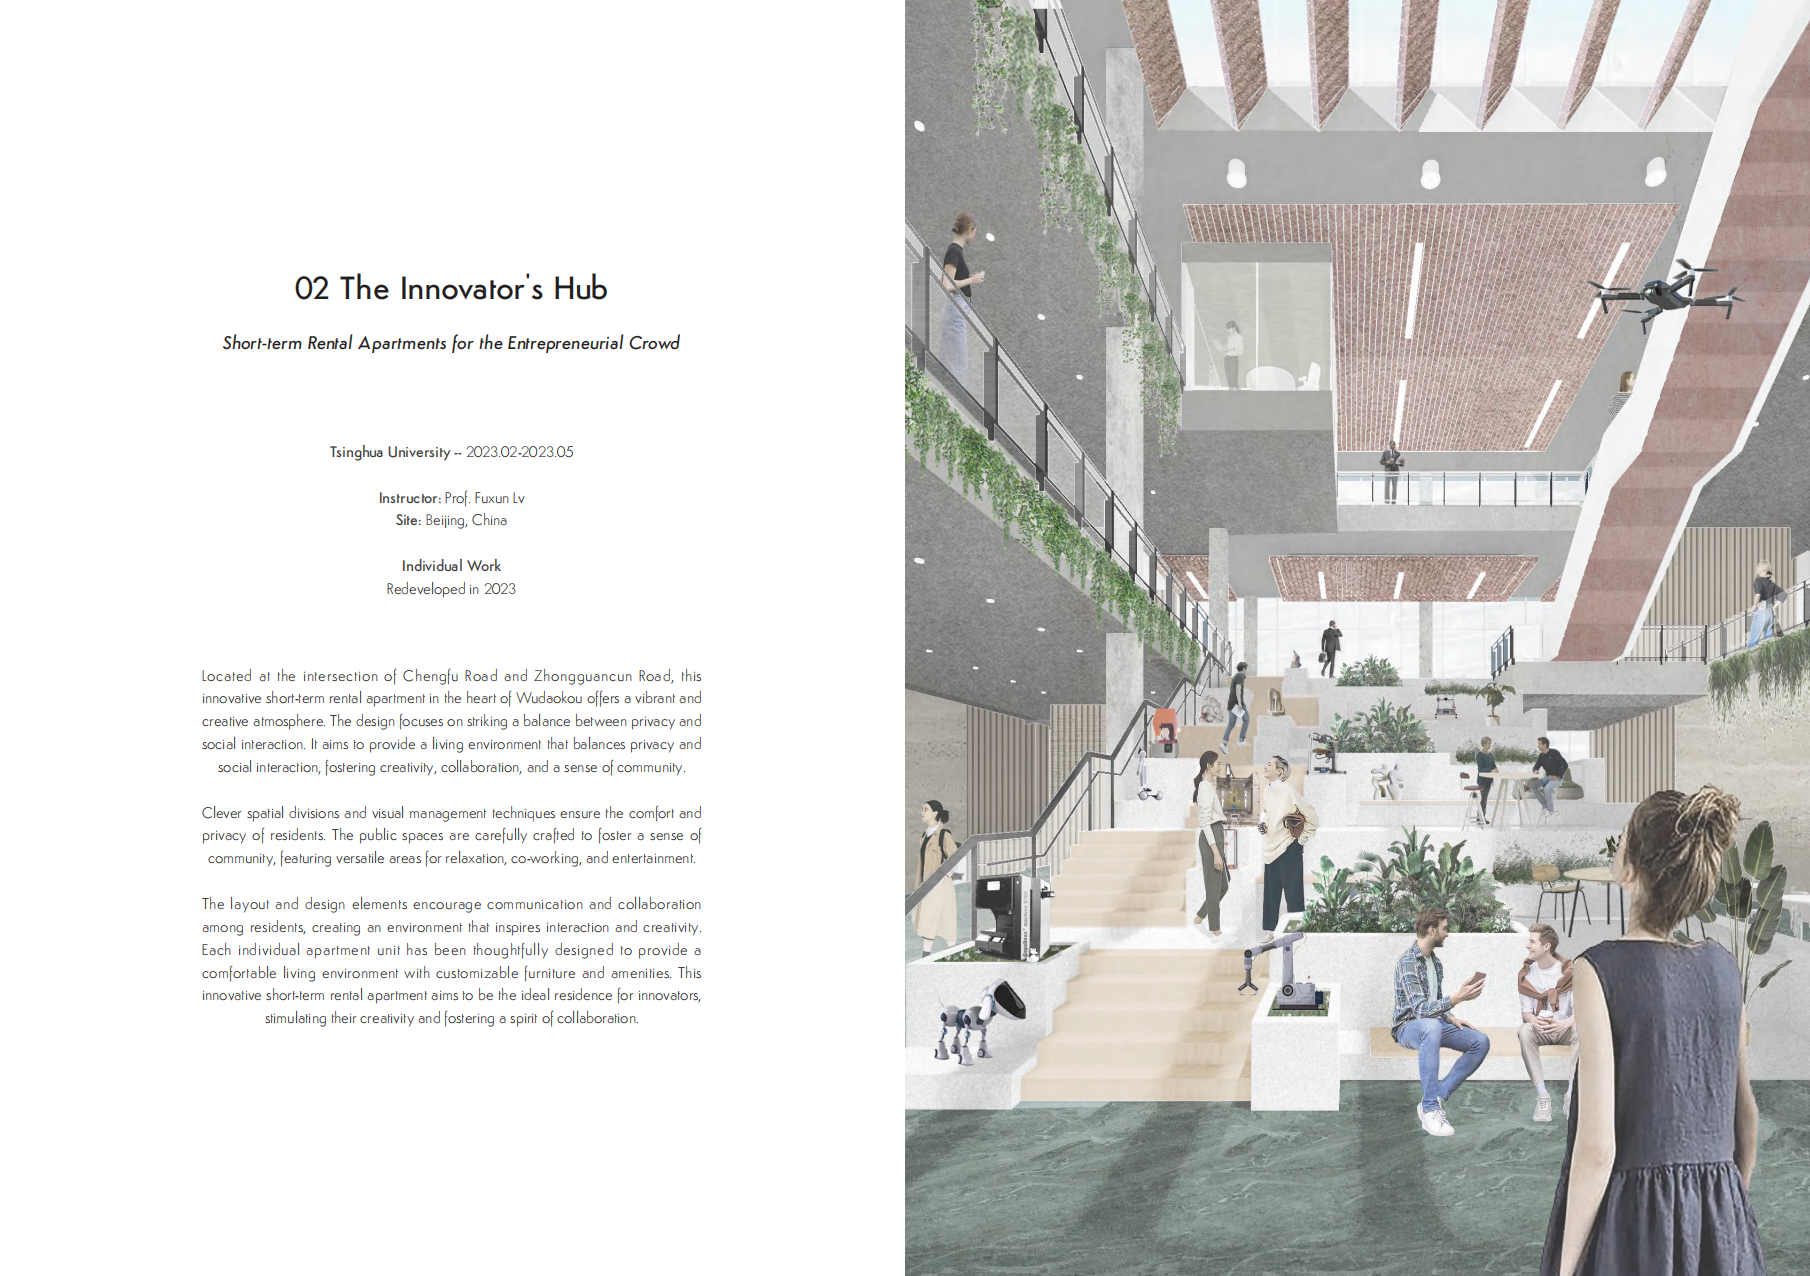 02 The Innovator's Hub
Short-term Rental Apartments for the Entrepreneurial Crowd
Tsinghua University -- 2023.02-2023.05
Instructor: Prof. Fuxun Lv
Site: Beijing, China
Individual Work
Redeveloped in 2023
Located at the intersection of Chengfu Road and Zhongguancun Road, this
innovative short-term rental apartment in the heart of Wudaokou offers a vibrant and
creative atmosphere. The design focuses on striking a balance between privacy and
social interaction. It aims to provide a living environment that balances privacy and
social interaction, fostering creativity, collaboration, and a sense of community.
Clever spatial divisions and visual management techniques ensure the comfort and
privacy of residents. The public spaces are carefully crafted to foster a sense of
community, featuring versatile areas for relaxation, co-working, and entertainment.
The layout and design elements encourage communication and collaboration
among residents, creating an environment that inspires interaction and creativity.
Each individual apartment unit has been thoughtfully designed to provide a
comfortable living environment with customizable furniture and amenities. This
innovative short-term rental apartment aims to be the ideal residence for innovators,
stimulating their creativity and fostering a spirit of collaboration.